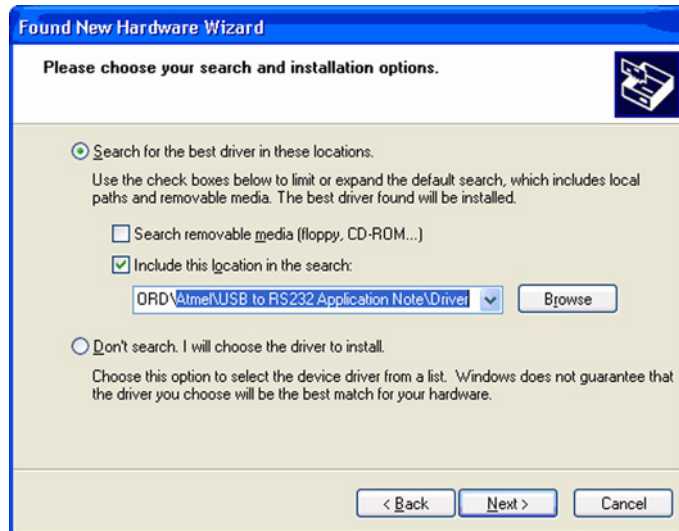 Found New Hardware Wizard
Please choose your search and installation options.
Search for the best driver in these locations.
Use the check boxes below to limit or expand the default search, which includes local
paths and removable media. The best driver found will be installed.
Search removable media (floppy, CD-ROM...)
Include this location in the search:
ORD\Atmel\USB to RS232 Application Note\Driver
Browse
Don't search. I will choose the driver to install.
Choose this option to select the device driver from a list. Windows does not guarantee that
the driver you choose will be the best match for your hardware.
< Back Next > Cancel